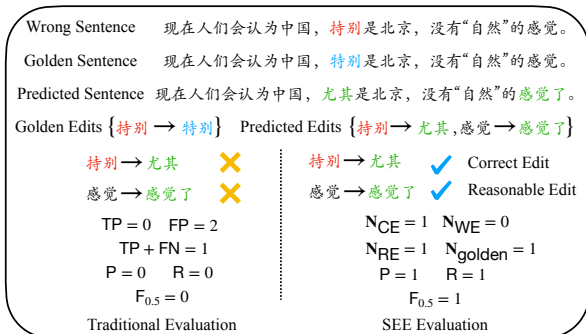 Wrong Sentence 现在人们会认为中国，持别是北京，没有“自然”的感觉。
Golden Sentence 现在人们会认为中国，特别是北京，没有“自然”的感觉。
Predicted Sentence 现在人们会认为中国，尤其是北京，没有“自然”的感觉了。
Golden Edits {持别 → 特别} Predicted Edits {持别 → 尤其,感觉 → 感觉了}
持别 → 尤其 ✕
感觉 → 感觉了 ✕
TP = 0 FP = 2
TP + FN = 1
P = 0 R = 0
F0.5 = 0
Traditional Evaluation
持别 → 尤其 ✓ Correct Edit
感觉 → 感觉了 ✓ Reasonable Edit
NCE = 1 NWE = 0
NRE = 1 Ngolden = 1
P = 1 R = 1
F0.5 = 1
SEE Evaluation